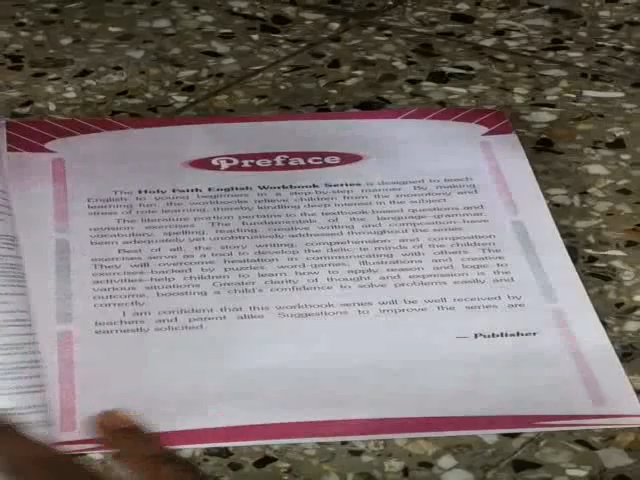 Preface
The Holy Faith English Workbook Series is designed to teach
English to young beginners in a step-by-step manner. By making
learning fun, the workbooks relieve children from the monotony and
stress of rote learning, thereby kindling deep interest in the subject.
The literature portion pertains to the textbook-based questions and
revision exercises. The fundamentals of the language-grammar,
vocabulary, spelling, reading, creative writing and composition-have
been adequately yet unobtrusively addressed throughout the series.
Best of all, the story writing, comprehension and composition
exercises serve as a tool to develop the delicate minds of the children.
They will overcome hesitation in communicating with others. The
exercises-backed by puzzles, word-games, illustrations and creative
activities-help children to learn how to apply reason and logic to
various situations. Greater clarity of thought and expression is the
outcome, boosting a child's confidence to solve problems easily and
correctly.
I am confident that this workbook series will be well received by
teachers and parent alike. Suggestions to improve the series are
earnestly solicited.
— Publisher